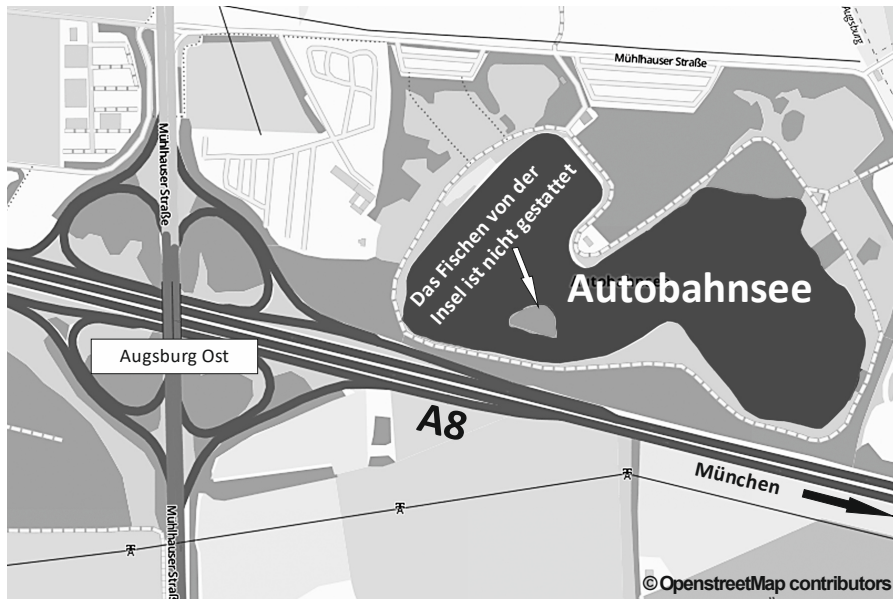 Augsburg
Mühlhauser Straße
Mühlhauser Straße
Das Fischen von der
Insel ist nicht gestattet
Autobahnsee
Autobahnsee
Augsburg Ost
A8
München
Mühlhauser Straße
© OpenstreetMap contributors